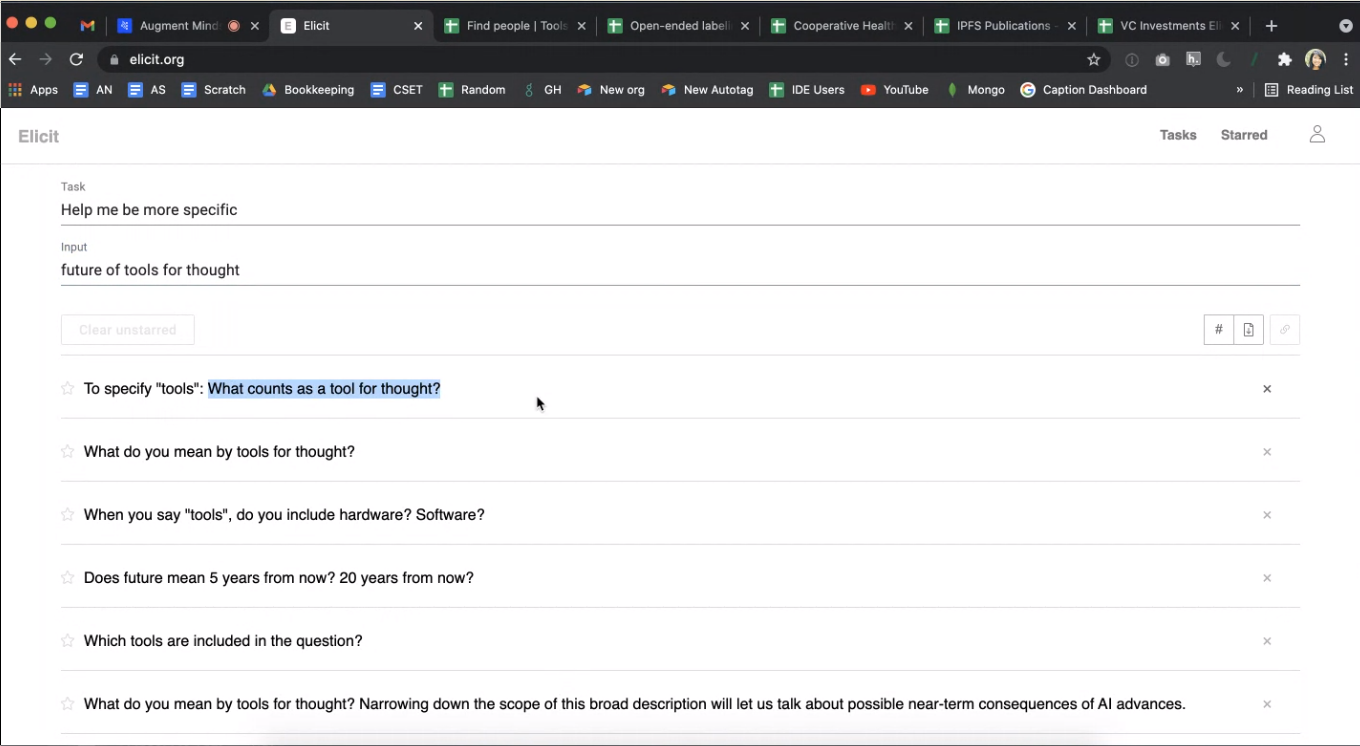 Augment Mind
Elicit
Find people | Tools
Open-ended labeli
Cooperative Health
IPFS Publications -
VC Investments Eli
elicit.org
h.
Apps
AN
AS
Scratch
Bookkeeping
CSET
Random
GH
New org
New Autotag
IDE Users
YouTube
Mongo
Caption Dashboard
»
Reading List
Elicit
Tasks
Starred
Task
Help me be more specific
Input
future of tools for thought
Clear unstarred
#
To specify "tools": What counts as a tool for thought?
What do you mean by tools for thought?
When you say "tools", do you include hardware? Software?
Does future mean 5 years from now? 20 years from now?
Which tools are included in the question?
What do you mean by tools for thought? Narrowing down the scope of this broad description will let us talk about possible near-term consequences of AI advances.